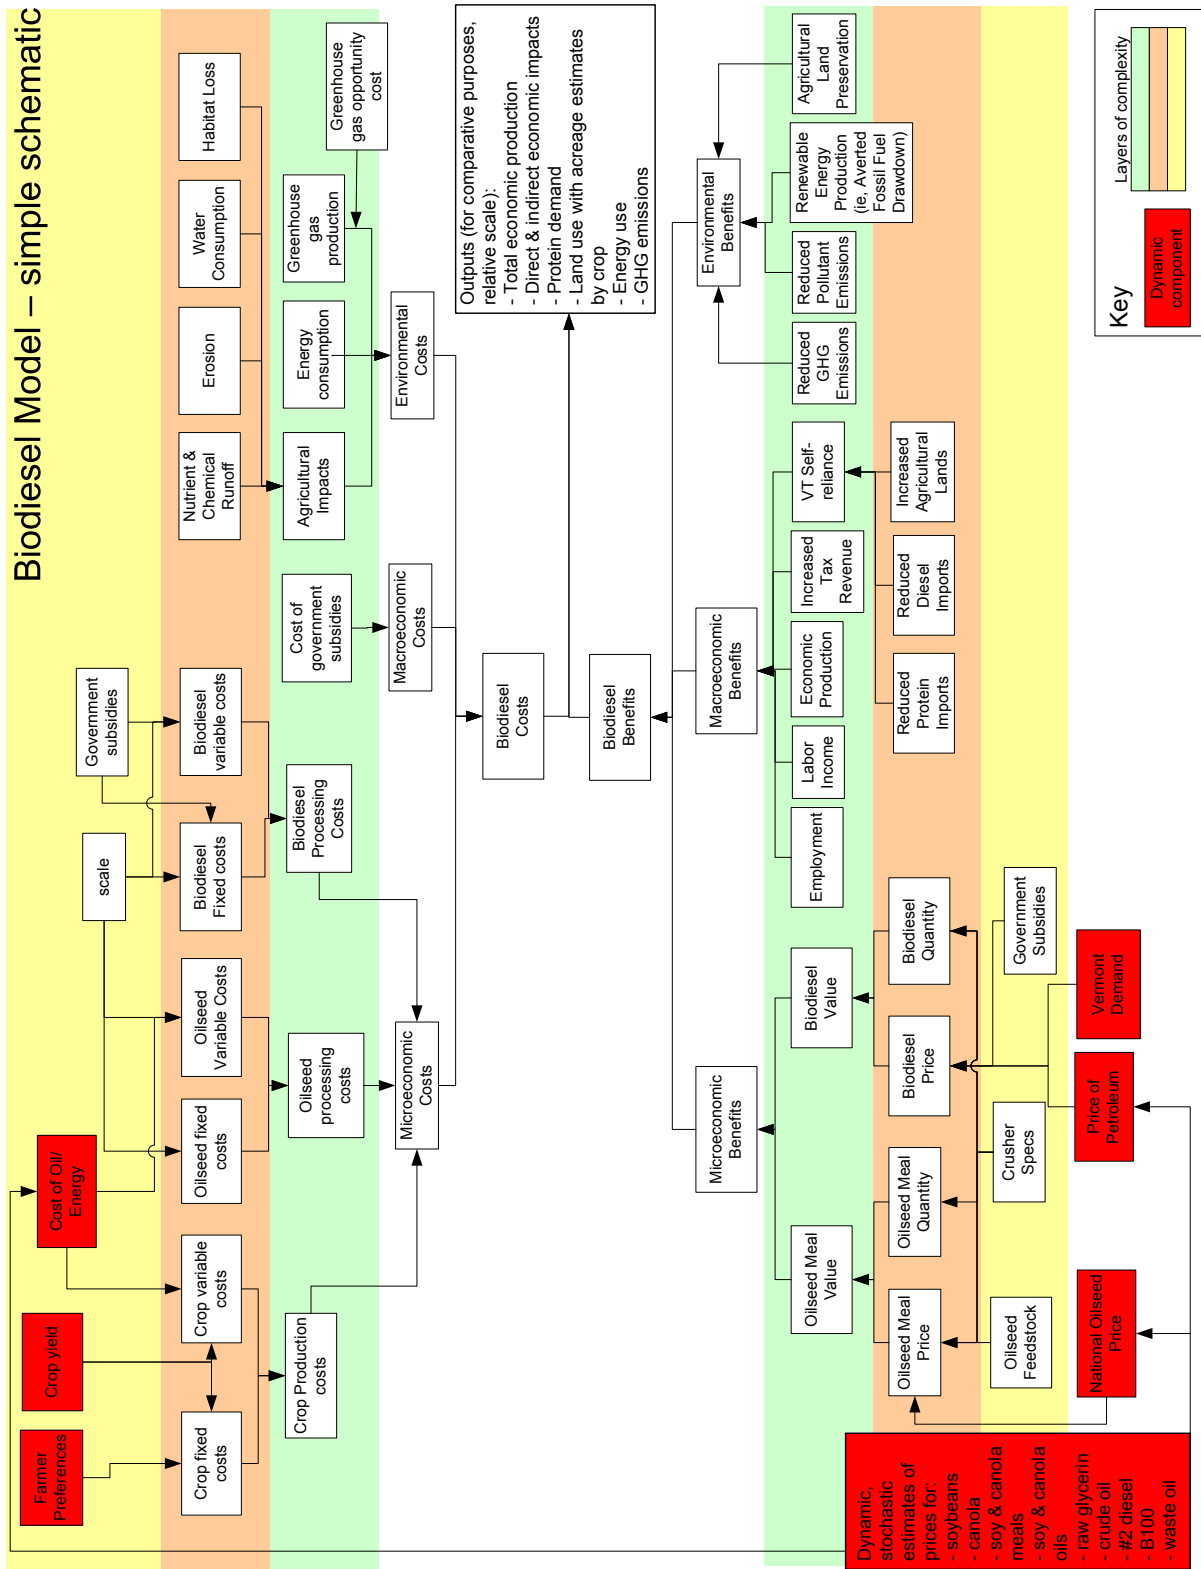 Biodiesel Model – simple schematic
Farmer
Preferences
Crop yield
Cost of Oil/
Energy
scale
Government
subsidies
Crop fixed
costs
Crop variable
costs
Oilseed fixed
costs
Oilseed
Variable Costs
Biodiesel
Fixed costs
Biodiesel
variable costs
Nutrient &
Chemical
Runoff
Erosion
Water
Consumption
Habitat Loss
Crop Production
costs
Oilseed
processing
costs
Biodiesel
Processing
Costs
Cost of
government
subsidies
Agricultural
Impacts
Energy
consumption
Greenhouse
gas
production
Greenhouse
gas opportunity
cost
Microeconomic
Costs
Macroeconomic
Costs
Environmental
Costs
Biodiesel
Costs
Outputs (for comparative purposes,
relative scale):
- Total economic production
- Direct & indirect economic impacts
- Protein demand
- Land use with acreage estimates
by crop
- Energy use
- GHG emissions
Biodiesel
Benefits
Microeconomic
Benefits
Macroeconomic
Benefits
Environmental
Benefits
Oilseed Meal
Value
Biodiesel
Value
Employment
Labor
Income
Economic
Production
Increased
Tax
Revenue
VT Self-
reliance
Reduced
GHG
Emissions
Reduced
Pollutant
Emissions
Renewable
Energy
Production
(ie, Averted
Fossil Fuel
Drawdown)
Agricultural
Land
Preservation
Oilseed Meal
Price
Oilseed Meal
Quantity
Biodiesel
Price
Biodiesel
Quantity
Reduced
Protein
Imports
Reduced
Diesel
Imports
Increased
Agricultural
Lands
Oilseed
Feedstock
Crusher
Specs
Government
Subsidies
National Oilseed
Price
Price of
Petroleum
Vermont
Demand
Dynamic,
stochastic
estimates of
prices for:
- soybeans
- canola
- soy & canola
meals
- soy & canola
oils
- raw glycerin
- crude oil
- #2 diesel
- B100
- waste oil
Key
Dynamic
component
Layers of complexity